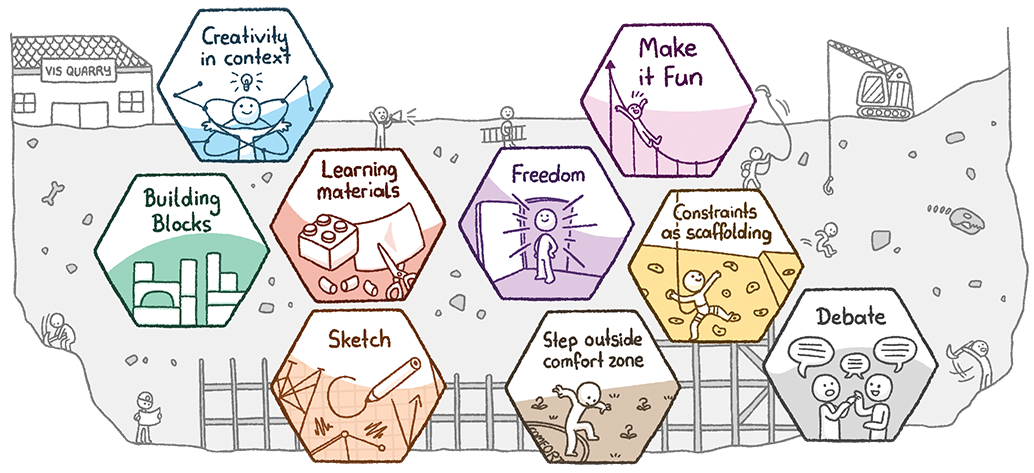 VIS QUARRY
Creativity
in context
Make
it Fun
Building
Blocks
Learning
materials
Freedom
Constraints
as scaffolding
Sketch
Step outside
comfort zone
COMFORT
Debate